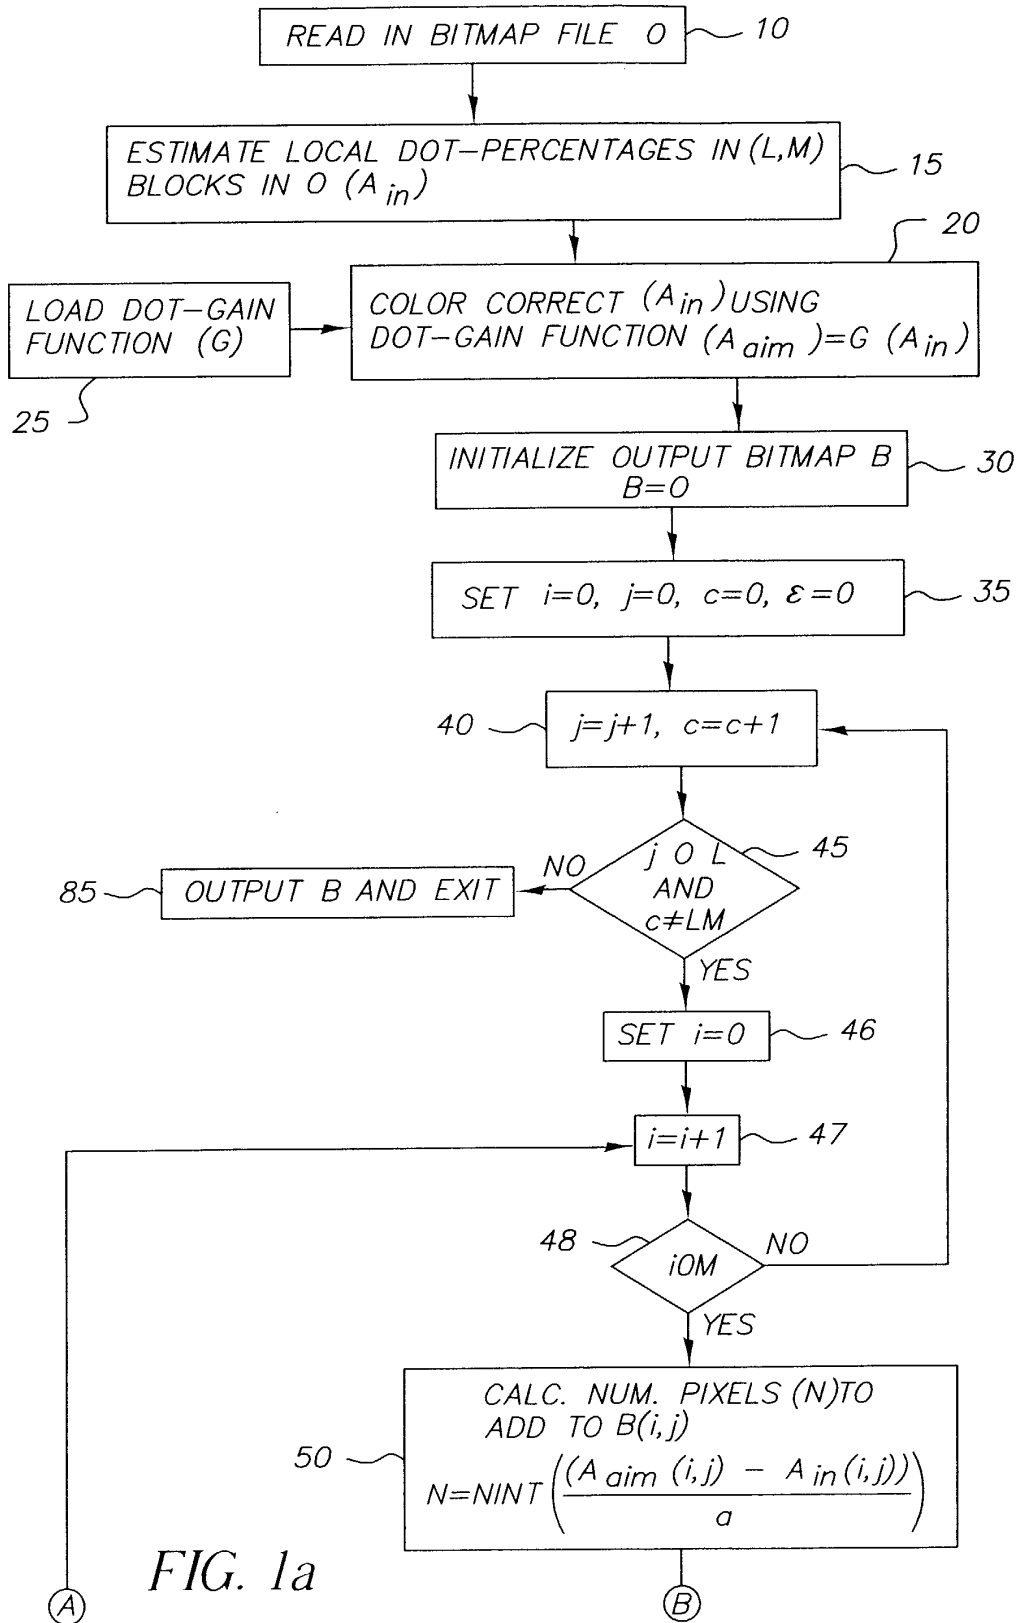 READ IN BITMAP FILE O
10
ESTIMATE LOCAL DOT-PERCENTAGES IN (L,M)
BLOCKS IN O (A in)
15
20
LOAD DOT-GAIN
FUNCTION (G)
25
COLOR CORRECT (A in) USING
DOT-GAIN FUNCTION (A aim)=G (A in)
INITIALIZE OUTPUT BITMAP B
B=O
30
SET i=0, j=0, c=0, ε=0
35
40
j=j+1, c=c+1
j O L
AND
c≠LM
45
NO
85
OUTPUT B AND EXIT
YES
SET i=0
46
i=i+1
47
48
iOM
NO
YES
50
CALC. NUM. PIXELS (N)TO
ADD TO B(i,j)
N=NINT((A aim (i,j) - A in (i,j))/a)
FIG. 1a
A
B